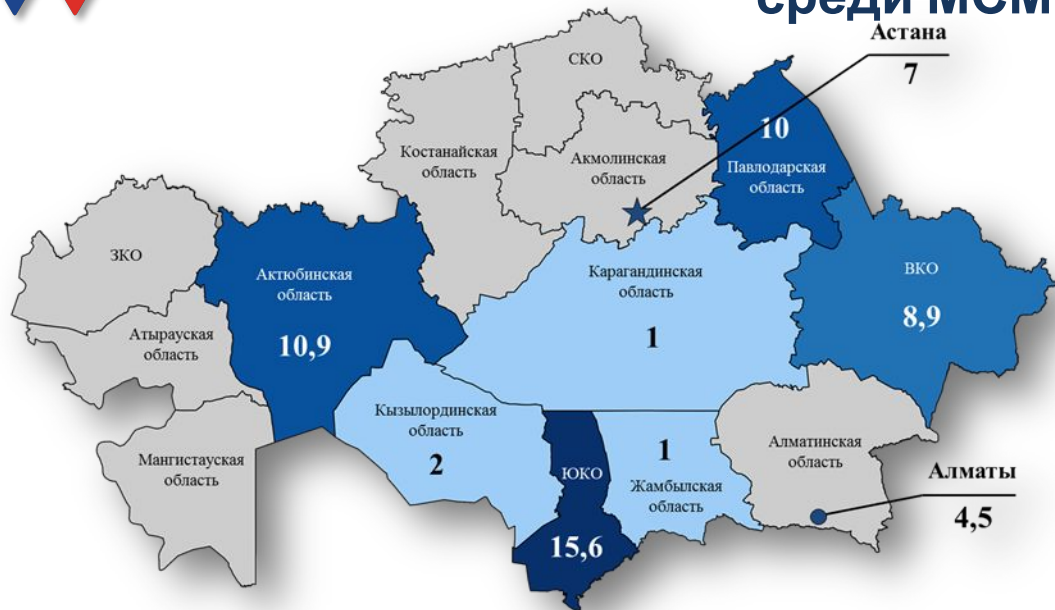 среди МСМ
Астана
7
СКО
10
Павлодарская
область
Костанайская
область
Акмолинская
область
ЗКО
Актюбинская
область
10,9
Карагандинская
область
1
ВКО
8,9
Атырауская
область
Кызылординская
область
2
Мангистауская
область
ЮКО
15,6
1
Жамбылская
область
Алматинская
область
Алматы
4,5